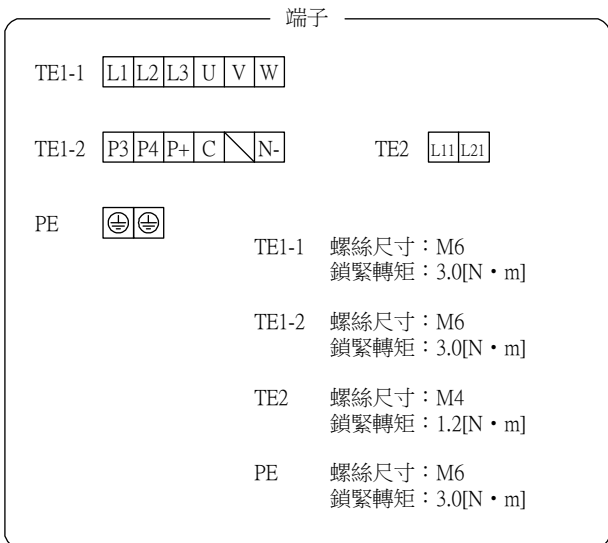 端子
TE1-1 L1 L2 L3 U V W
TE1-2 P3 P4 P+ C N- TE2 L11 L21
PE
TE1-1 螺絲尺寸：M6
鎖緊轉矩：3.0[N・m]
TE1-2 螺絲尺寸：M6
鎖緊轉矩：3.0[N・m]
TE2 螺絲尺寸：M4
鎖緊轉矩：1.2[N・m]
PE 螺絲尺寸：M6
鎖緊轉矩：3.0[N・m]